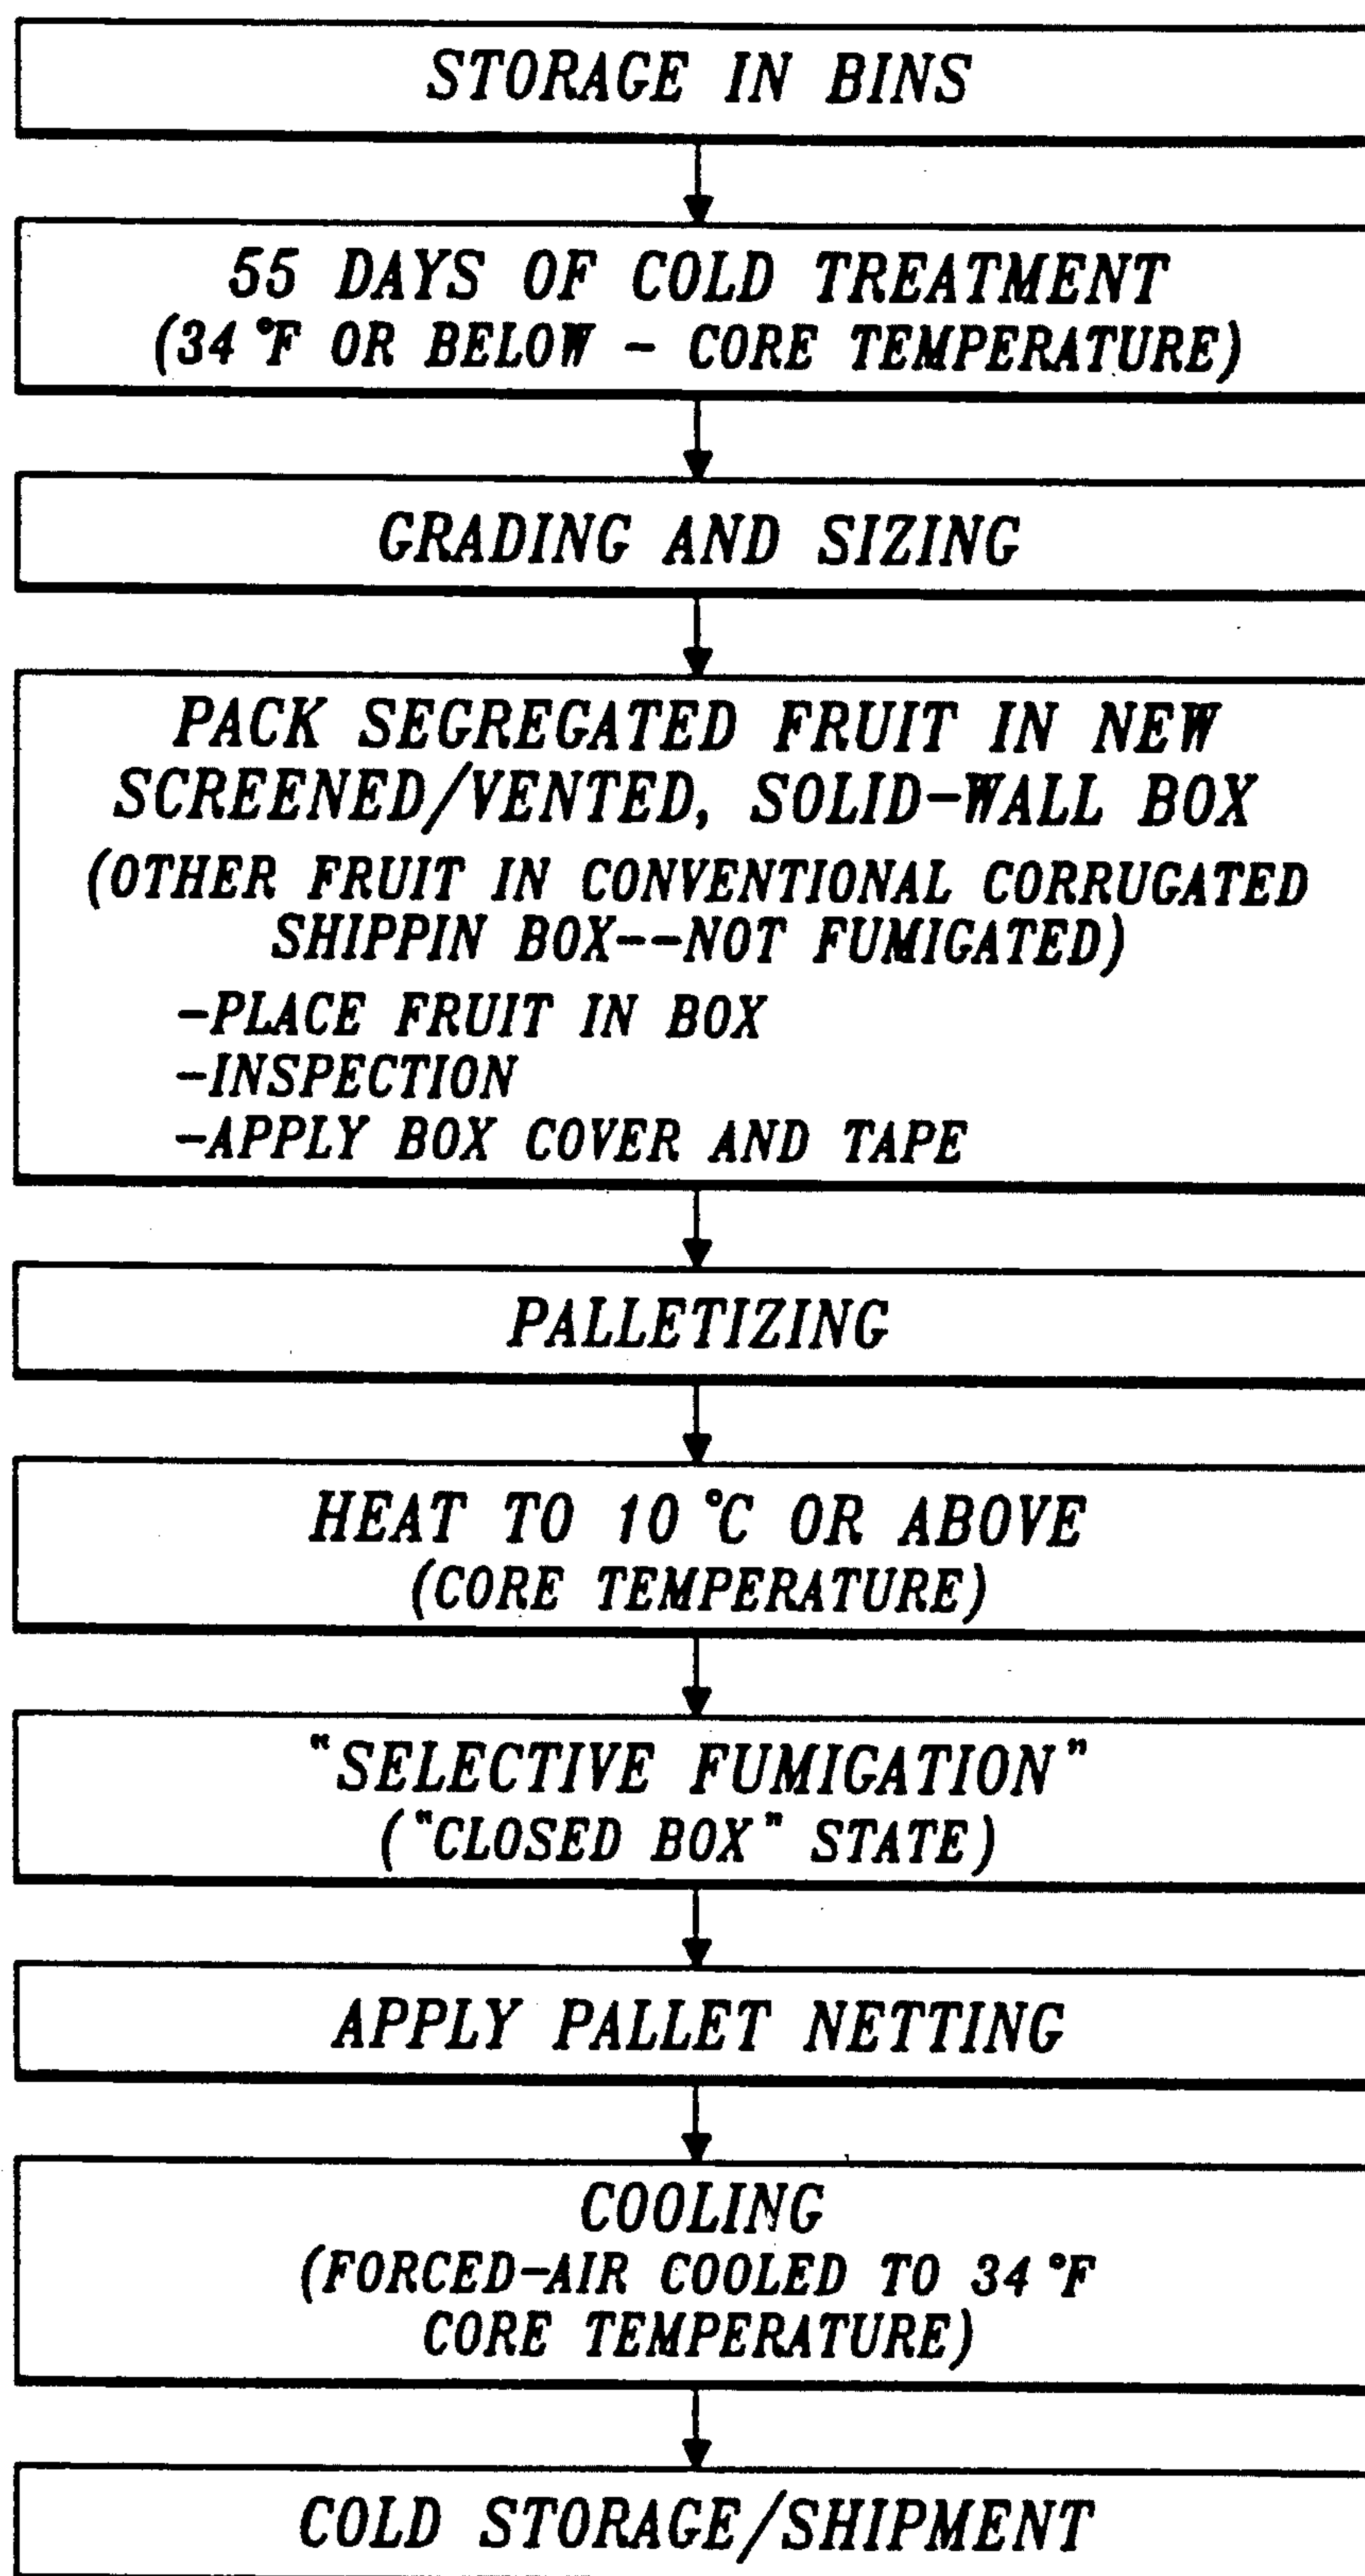 STORAGE IN BINS
55 DAYS OF COLD TREATMENT
(34°F OR BELOW - CORE TEMPERATURE)
GRADING AND SIZING
PACK SEGREGATED FRUIT IN NEW
SCREENED/VENTED, SOLID-WALL BOX
(OTHER FRUIT IN CONVENTIONAL CORRUGATED
SHIPPIN BOX--NOT FUMIGATED)
-PLACE FRUIT IN BOX
-INSPECTION
-APPLY BOX COVER AND TAPE
PALLETIZING
HEAT TO 10°C OR ABOVE
(CORE TEMPERATURE)
"SELECTIVE FUMIGATION"
("CLOSED BOX" STATE)
APPLY PALLET NETTING
COOLING
(FORCED-AIR COOLED TO 34°F
CORE TEMPERATURE)
COLD STORAGE/SHIPMENT